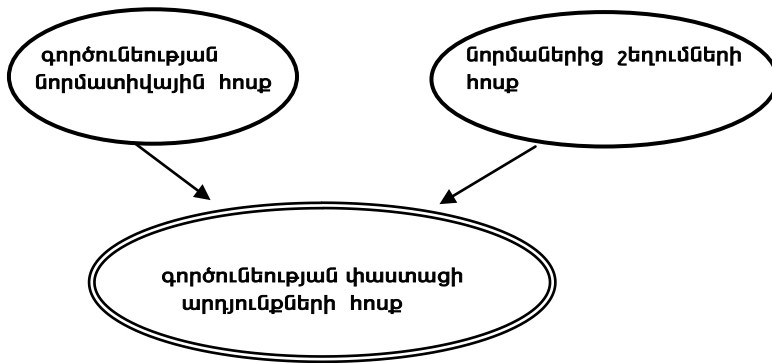 գործունեության
նորմատիվային հոսք
նորմաներից շեղումների
հոսք
գործունեության փաստացի
արդյունքների հոսք